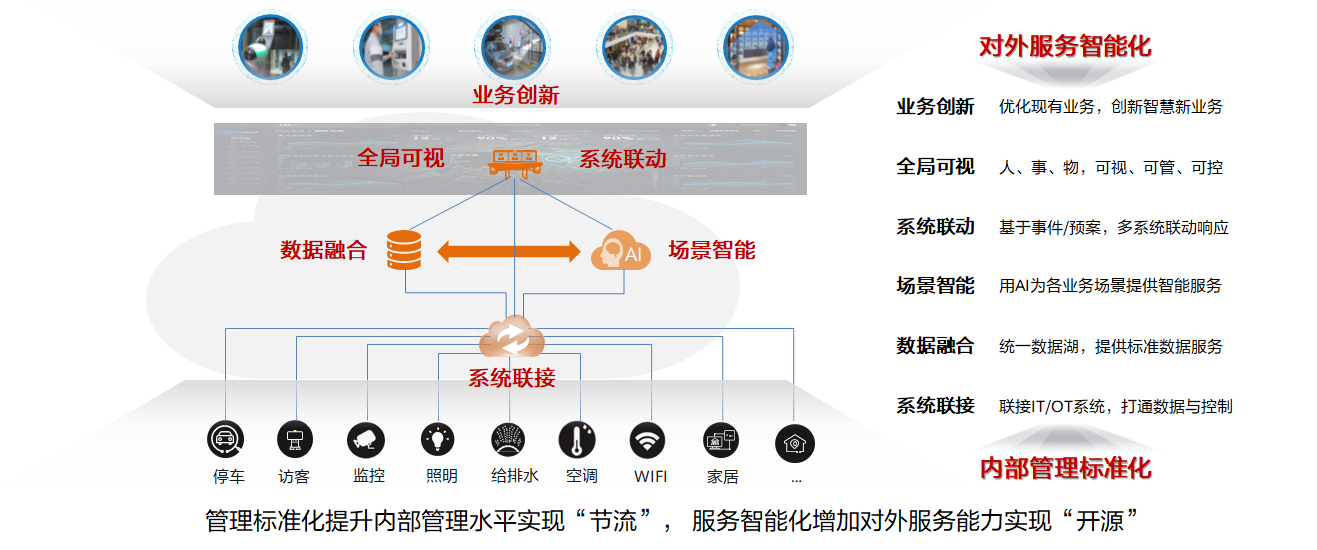 业务创新
全局可视
系统联动
数据融合
AI
场景智能
系统联接
停车
访客
监控
照明
给排水
空调
WIFI
家居
...
对外服务智能化
业务创新 优化现有业务，创新智慧新业务
全局可视 人、事、物，可视、可管、可控
系统联动 基于事件/预案，多系统联动响应
场景智能 用AI为各业务场景提供智能服务
数据融合 统一数据湖，提供标准数据服务
系统联接 联接IT/OT系统，打通数据与控制
内部管理标准化
管理标准化提升内部管理水平实现“节流”， 服务智能化增加对外服务能力实现“开源”